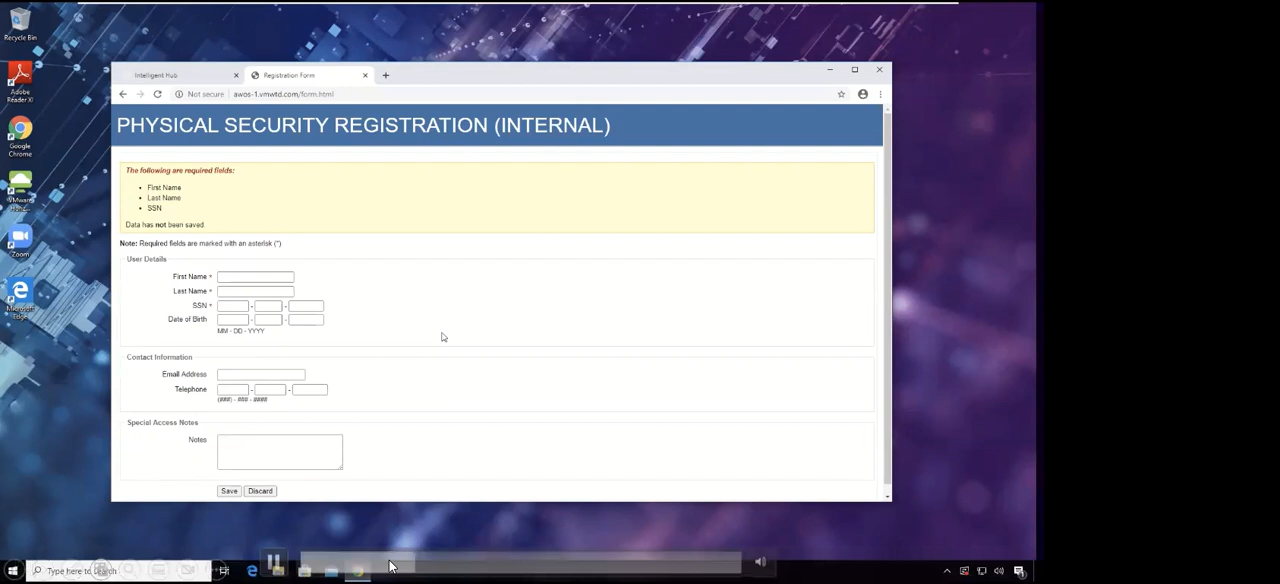 Recycle Bin
Adobe
Reader XI
Google
Chrome
VMware
Zoom
Microsoft
Edge
Intelligent Hub
Registration Form
Not secure
awos-1.vmwtd.com/form.html
PHYSICAL SECURITY REGISTRATION (INTERNAL)
The following are required fields:
First Name
Last Name
SSN
Data has not been saved.
Note: Required fields are marked with an asterisk (*)
User Details
First Name *
Last Name *
SSN * - -
Date of Birth - -
MM - DD - YYYY
Contact Information
Email Address
Telephone - -
(###) - ### - ####
Special Access Notes
Notes
Save Discard
Type here to search